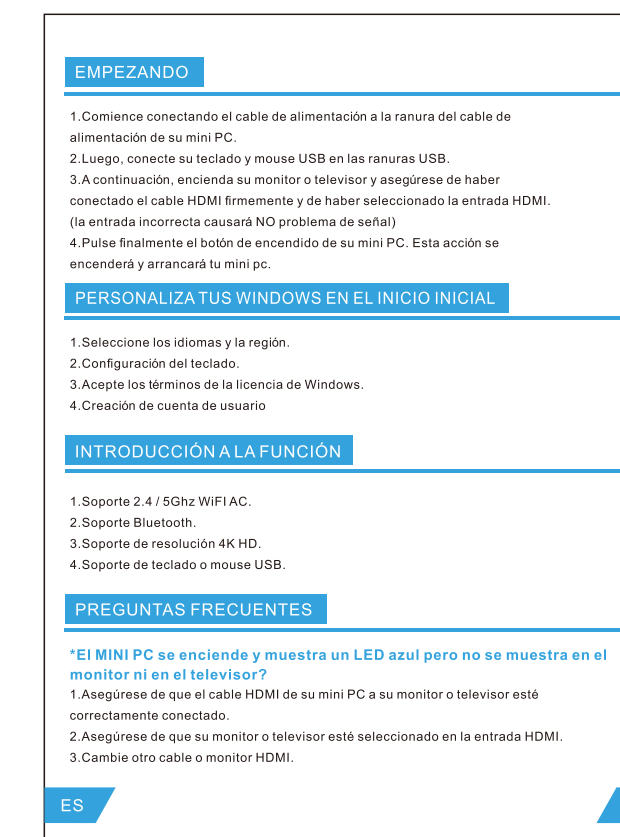 EMPEZANDO
1.Comience conectando el cable de alimentación a la ranura del cable de
alimentación de su mini PC.
2.Luego, conecte su teclado y mouse USB en las ranuras USB.
3.A continuación, encienda su monitor o televisor y asegúrese de haber
conectado el cable HDMI firmemente y de haber seleccionado la entrada HDMI.
(la entrada incorrecta causará NO problema de señal)
4.Pulse finalmente el botón de encendido de su mini PC. Esta acción se
encenderá y arrancará tu mini pc.
PERSONALIZA TUS WINDOWS EN EL INICIO INICIAL
1.Seleccione los idiomas y la región.
2.Configuración del teclado.
3.Acepte los términos de la licencia de Windows.
4.Creación de cuenta de usuario
INTRODUCCIÓN A LA FUNCIÓN
1.Soporte 2.4 / 5Ghz WiFI AC.
2.Soporte Bluetooth.
3.Soporte de resolución 4K HD.
4.Soporte de teclado o mouse USB.
PREGUNTAS FRECUENTES
*El MINI PC se enciende y muestra un LED azul pero no se muestra en el
monitor ni en el televisor?
1.Asegúrese de que el cable HDMI de su mini PC a su monitor o televisor esté
correctamente conectado.
2.Asegúrese de que su monitor o televisor esté seleccionado en la entrada HDMI.
3.Cambie otro cable o monitor HDMI.
ES